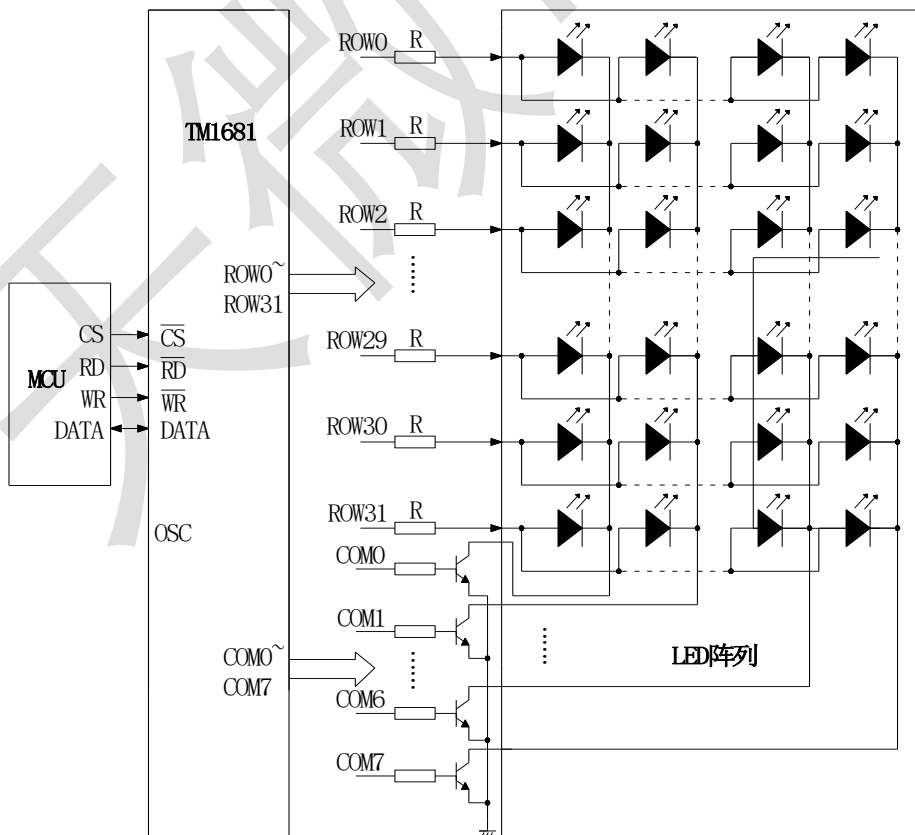 MCU
CS
RD
WR
DATA
TM1681
CS
RD
WR
DATA
OSC
ROW0~
ROW31
COM0~
COM7
ROW0 R
ROW1 R
ROW2 R
ROW29 R
ROW30 R
ROW31 R
COM0
COM1
COM6
COM7
LED阵列